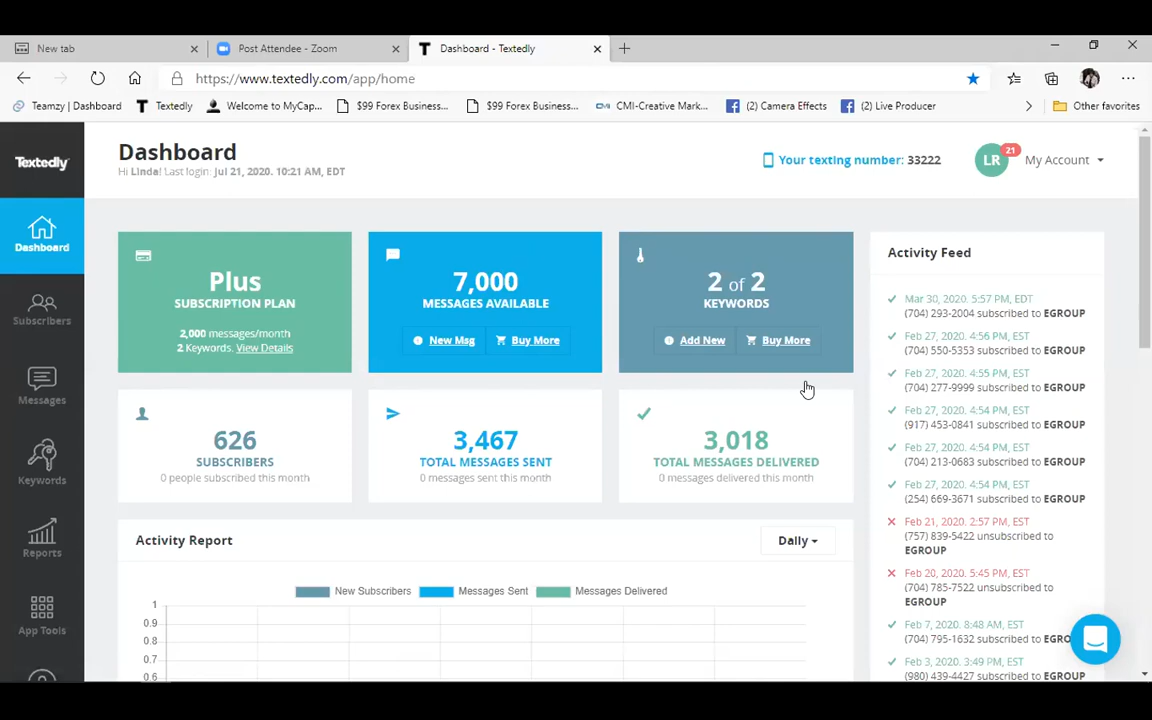 New tab
Post Attendee - Zoom
Dashboard - Textedly
https://www.textedly.com/app/home
Teamzy | Dashboard
Textedly
Welcome to MyCap...
$99 Forex Business...
$99 Forex Business...
CMI-Creative Mark...
(2) Camera Effects
(2) Live Producer
Other favorites
Textedly
Dashboard
Hi Linda! Last login: Jul 21, 2020. 10:21 AM, EDT
Your texting number: 33222
LR
21
My Account
Dashboard
Subscribers
Messages
Keywords
Reports
App Tools
Plus
SUBSCRIPTION PLAN
2,000 messages/month
2 Keywords. View Details
7,000
MESSAGES AVAILABLE
New Msg
Buy More
2 of 2
KEYWORDS
Add New
Buy More
626
SUBSCRIBERS
0 people subscribed this month
3,467
TOTAL MESSAGES SENT
0 messages sent this month
3,018
TOTAL MESSAGES DELIVERED
0 messages delivered this month
Activity Report
Daily
New Subscribers
Messages Sent
Messages Delivered
1
0.9
0.8
0.7
0.6
Activity Feed
Mar 30, 2020. 5:57 PM, EDT
(704) 293-2004 subscribed to EGROUP
Feb 27, 2020. 4:56 PM, EST
(704) 550-5353 subscribed to EGROUP
Feb 27, 2020. 4:55 PM, EST
(704) 277-9999 subscribed to EGROUP
Feb 27, 2020. 4:54 PM, EST
(917) 453-0841 subscribed to EGROUP
Feb 27, 2020. 4:54 PM, EST
(704) 213-0683 subscribed to EGROUP
Feb 27, 2020. 4:54 PM, EST
(254) 669-3671 subscribed to EGROUP
Feb 21, 2020. 2:57 PM, EST
(757) 839-5422 unsubscribed to
EGROUP
Feb 20, 2020. 5:45 PM, EST
(704) 785-7522 unsubscribed to
EGROUP
Feb 7, 2020. 8:48 AM, EST
(704) 795-1632 subscribed to EGRO
Feb 3, 2020. 3:49 PM, EST
(980) 439-4427 subscribed to EGROUP